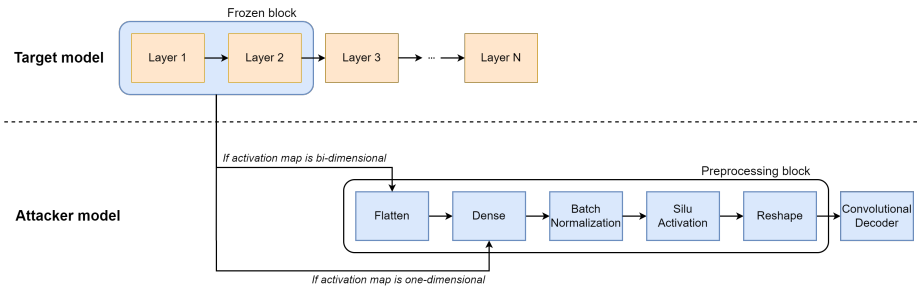 Frozen block
Target model
Layer 1
Layer 2
Layer 3
...
Layer N
If activation map is bi-dimensional
Preprocessing block
Attacker model
Flatten
Dense
Batch
Normalization
Silu
Activation
Reshape
Convolutional
Decoder
If activation map is one-dimensional